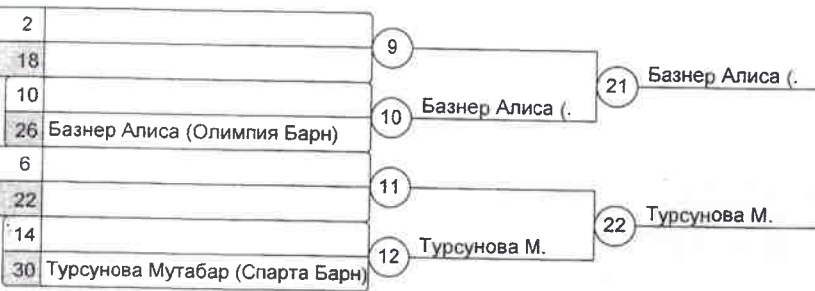 2
18
9
10
26 Базнер Алиса (Олимпия Барн)
10 Базнер Алиса (.
21 Базнер Алиса (.
6
22
11
14
30 Турсунова Мутабар (Спарта Барн)
12 Турсунова М.
22 Турсунова М.